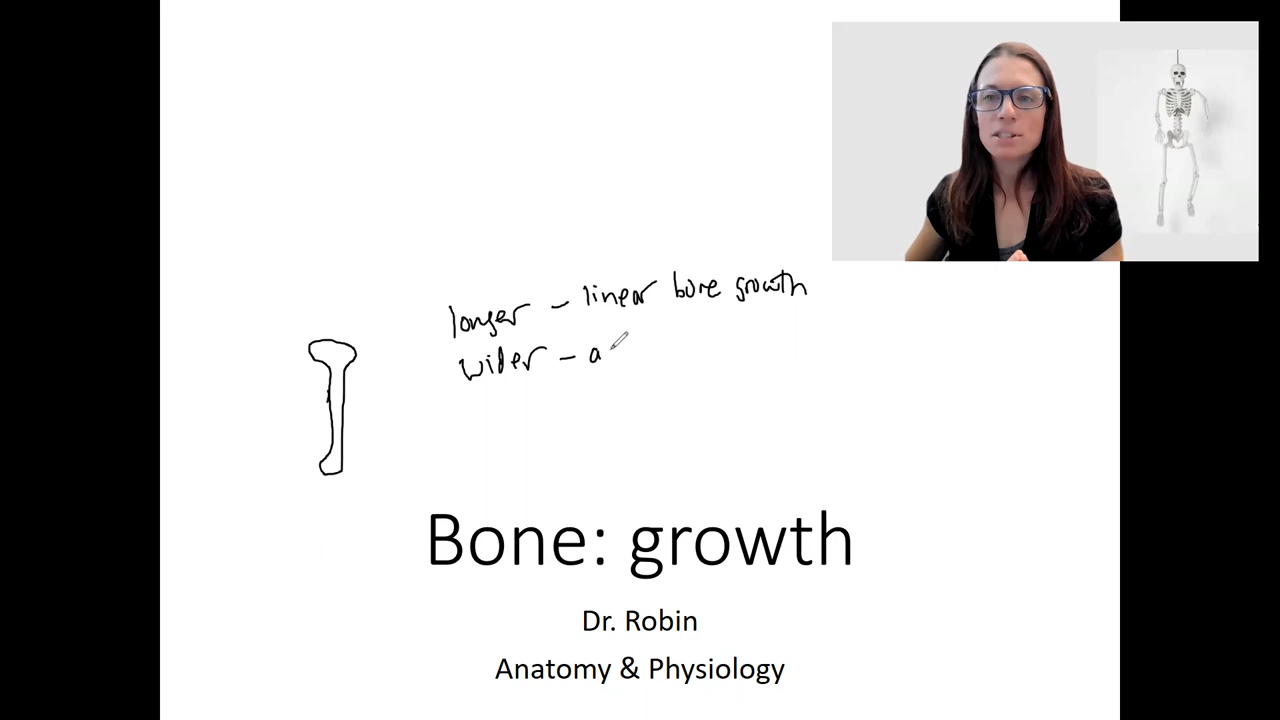 longer – linear bone growth
wider – a
Bone: growth
Dr. Robin
Anatomy & Physiology